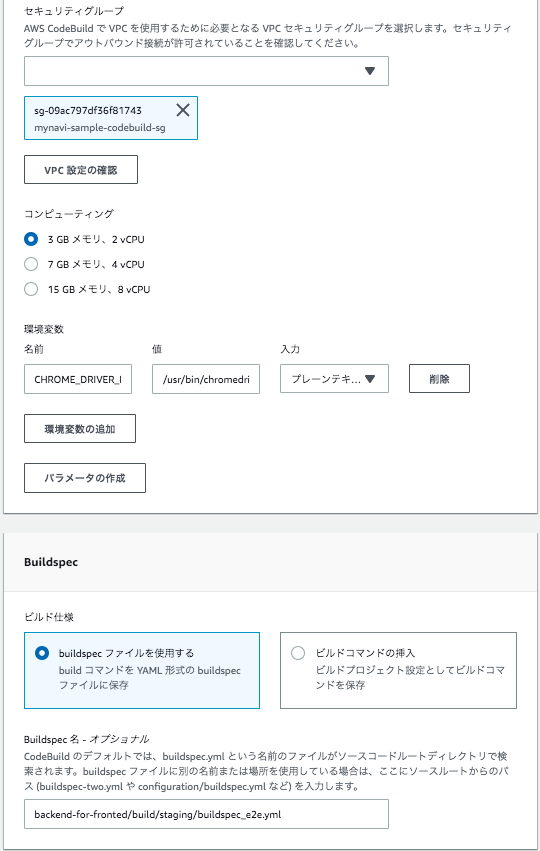 セキュリティグループ
AWS CodeBuild で VPC を使用するために必要となる VPC セキュリティグループを選択します。セキュリティ
グループでアウトバウンド接続が許可されていることを確認してください。
sg-09ac797df36f81743
mynavi-sample-codebuild-sg
VPC 設定の確認
コンピューティング
3 GB メモリ、2 vCPU
7 GB メモリ、4 vCPU
15 GB メモリ、8 vCPU
環境変数
名前 値 入力
CHROME_DRIVER_I /usr/bin/chromedri プレーンテキ... 削除
環境変数の追加
パラメータの作成
Buildspec
ビルド仕様
buildspec ファイルを使用する
build コマンドを YAML 形式の buildspec
ファイルに保存
ビルドコマンドの挿入
ビルドプロジェクト設定としてビルドコマ
ンドを保存
Buildspec 名 - オプショナル
CodeBuild のデフォルトでは、buildspec.yml という名前のファイルがソースコードルートディレクトリで検
索されます。buildspec ファイルに別の名前または場所を使用している場合は、ここにソースルートからのパ
ス (buildspec-two.yml や configuration/buildspec.yml など) を入力します。
backend-for-fronted/build/staging/buildspec_e2e.yml